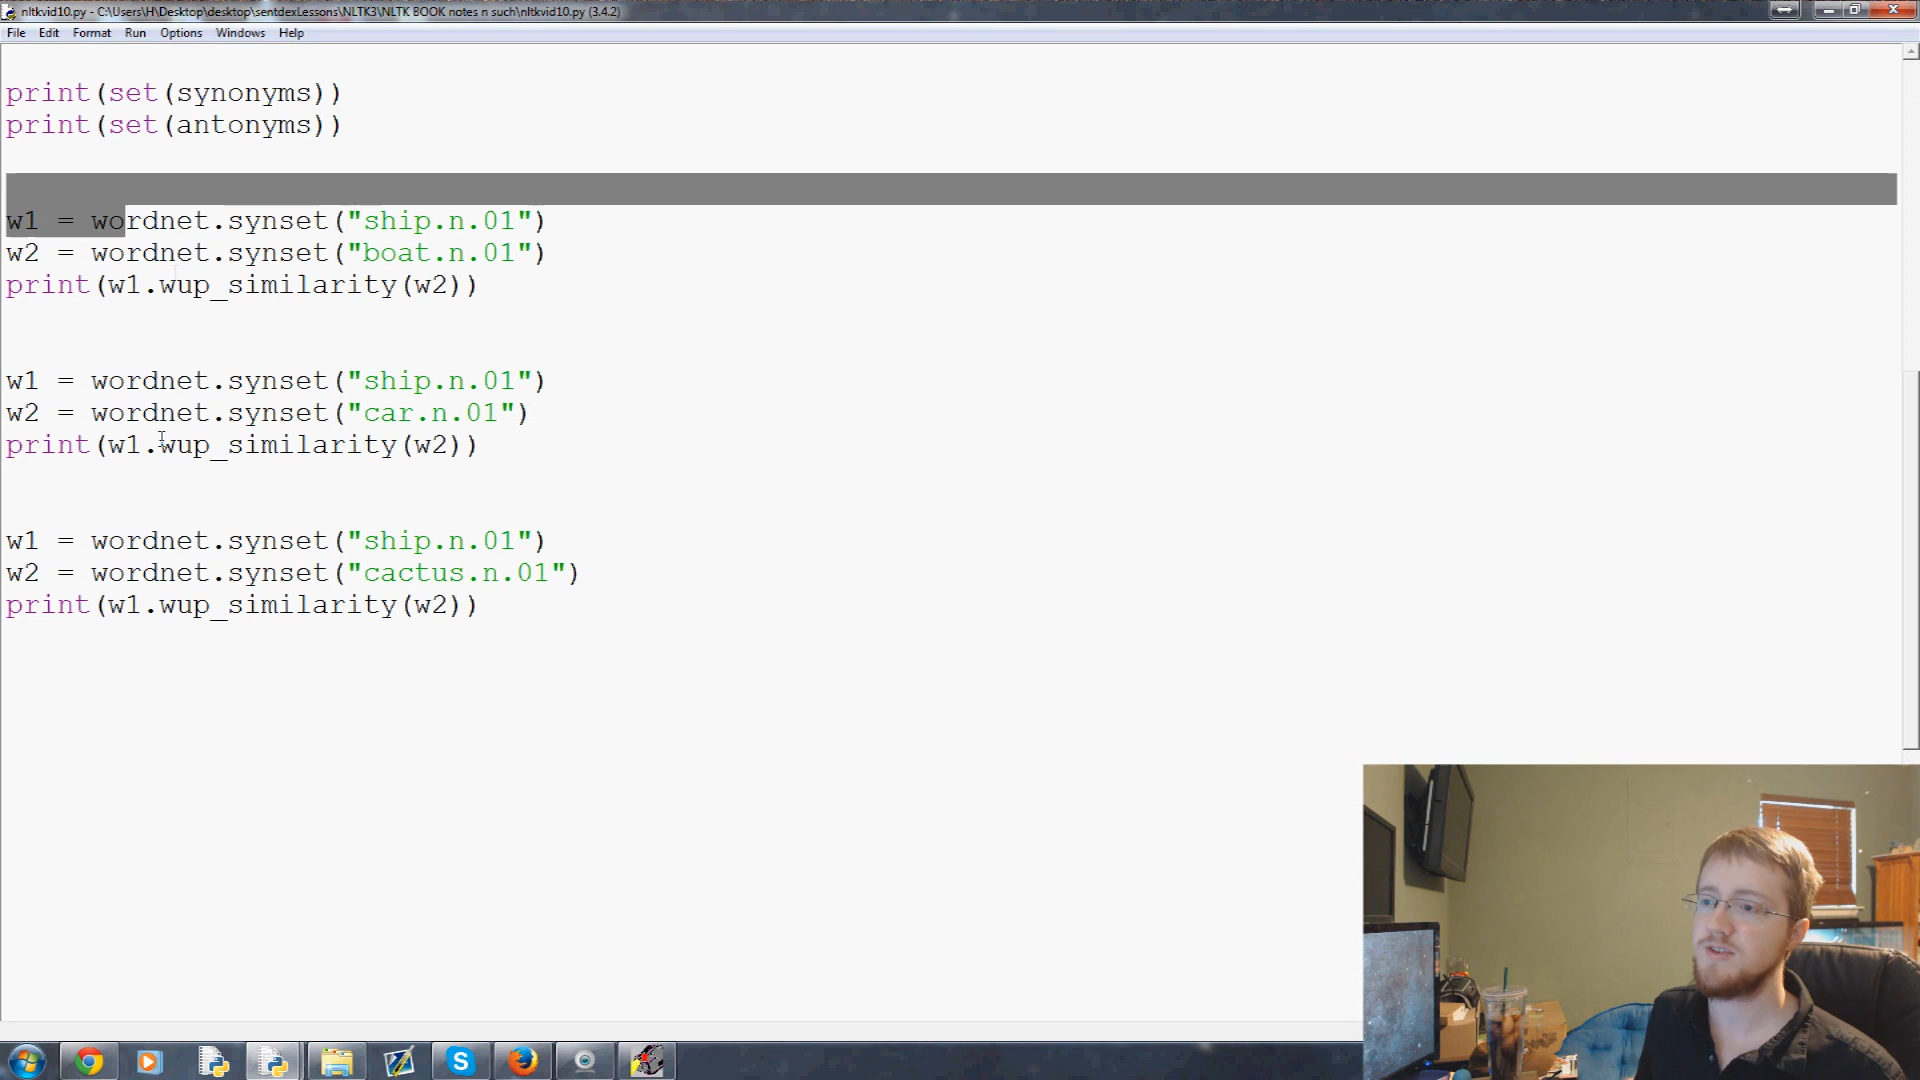 nltkvid10.py - C:\Users\H\Desktop\desktop\sentdexLessons\NLTK3\NLTK BOOK notes n such\nltkvid10.py (3.4.2)
File Edit Format Run Options Windows Help
print(set(synonyms))
print(set(antonyms))
w1 = wordnet.synset("ship.n.01")
w2 = wordnet.synset("boat.n.01")
print(w1.wup_similarity(w2))
w1 = wordnet.synset("ship.n.01")
w2 = wordnet.synset("car.n.01")
print(w1.wup_similarity(w2))
w1 = wordnet.synset("ship.n.01")
w2 = wordnet.synset("cactus.n.01")
print(w1.wup_similarity(w2))